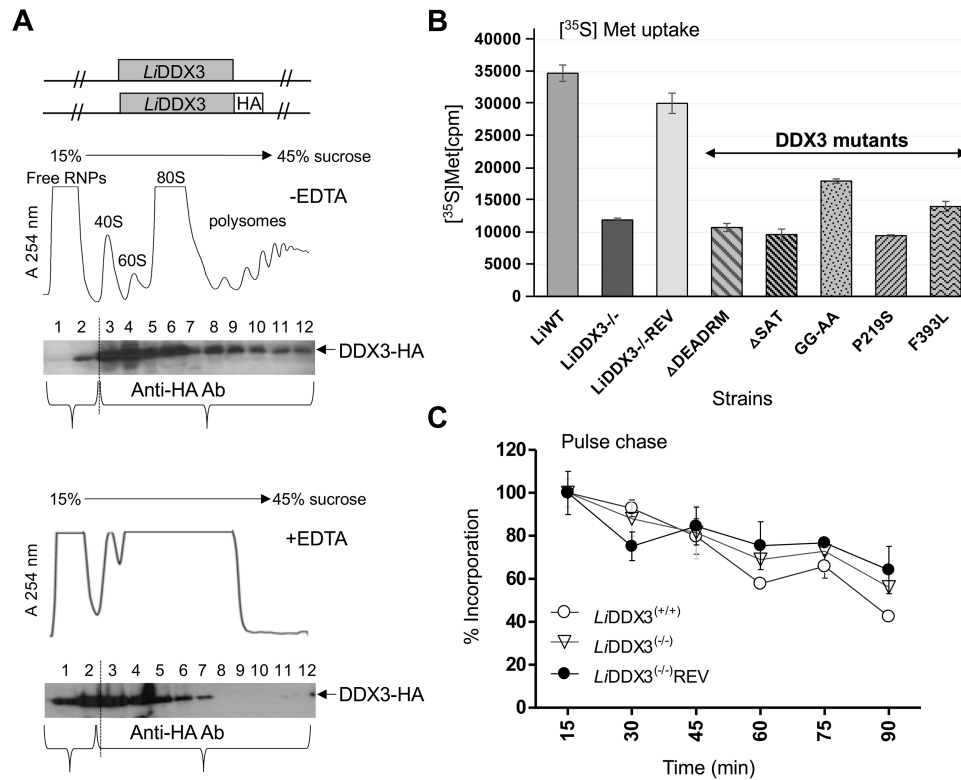 A
LiDDX3
LiDDX3 HA
15% 45% sucrose
Free RNPs 80S -EDTA
40S polysomes
60S
A 254 nm
1 2 3 4 5 6 7 8 9 10 11 12
DDX3-HA
Anti-HA Ab
15% 45% sucrose
+EDTA
A 254 nm
1 2 3 4 5 6 7 8 9 10 11 12
DDX3-HA
Anti-HA Ab
B
[³⁵S] Met uptake
40000
35000
30000
25000
20000
15000
10000
5000
0
[³⁵S]Met[cpm]
DDX3 mutants
LiWT
LiDDX3-/-
LiDDX3-/-REV
ΔDEADRM
ΔSAT
GG-AA
P219S
F393L
Strains
C
Pulse chase
120
100
80
60
40
20
0
% Incorporation
LiDDX3(+/+)
LiDDX3(-/-)
LiDDX3(-/-)REV
15 30 45 60 75 90
Time (min)